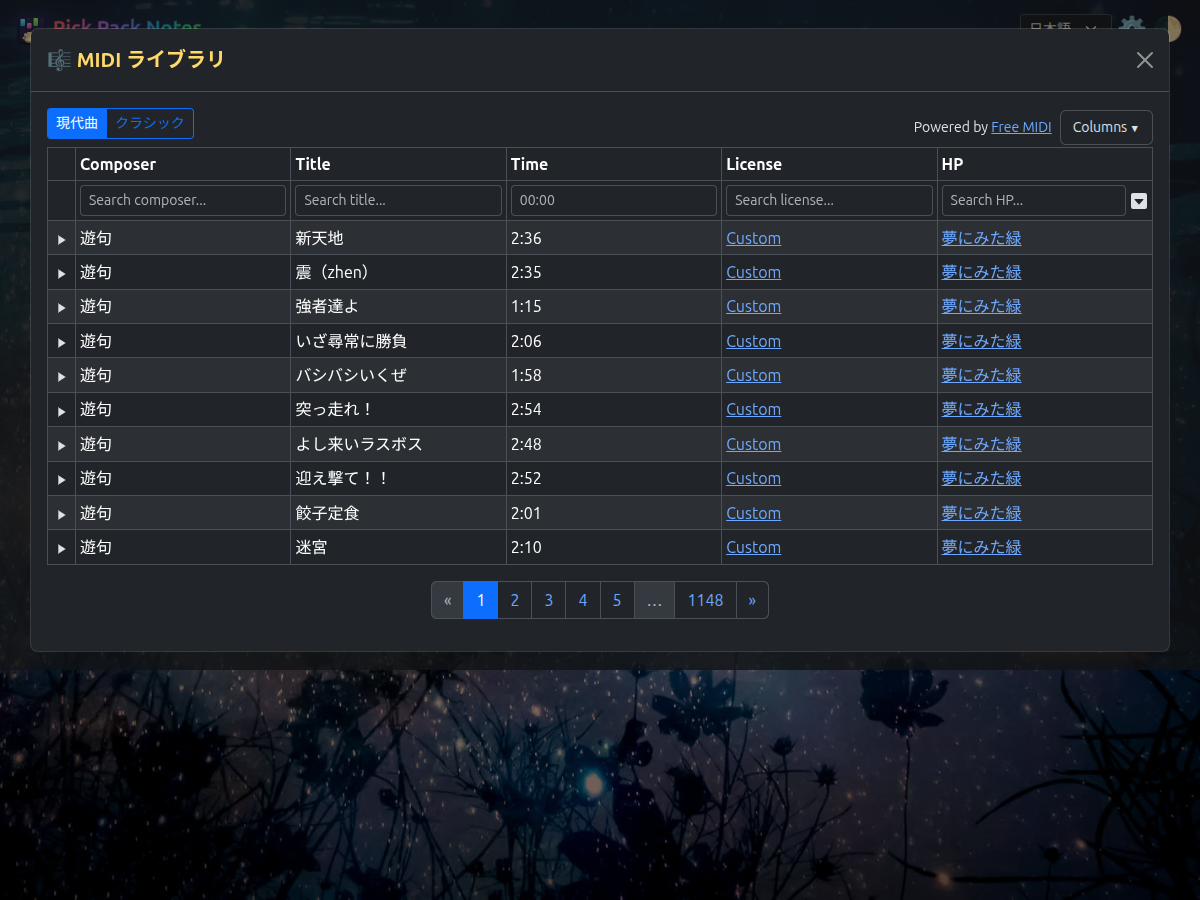 Pick Pack Notes
日本語
MIDI ライブラリ
現代曲 クラシック
Powered by Free MIDI Columns ▾
Composer Title Time License HP
Search composer... Search title... 00:00 Search license... Search HP...
遊句 新天地 2:36 Custom 夢にみた緑
遊句 震（zhen） 2:35 Custom 夢にみた緑
遊句 強者達よ 1:15 Custom 夢にみた緑
遊句 いざ尋常に勝負 2:06 Custom 夢にみた緑
遊句 バシバシいくぜ 1:58 Custom 夢にみた緑
遊句 突っ走れ！ 2:54 Custom 夢にみた緑
遊句 よし来いラスボス 2:48 Custom 夢にみた緑
遊句 迎え撃て！！ 2:52 Custom 夢にみた緑
遊句 餃子定食 2:01 Custom 夢にみた緑
遊句 迷宮 2:10 Custom 夢にみた緑
« 1 2 3 4 5 ... 1148 »